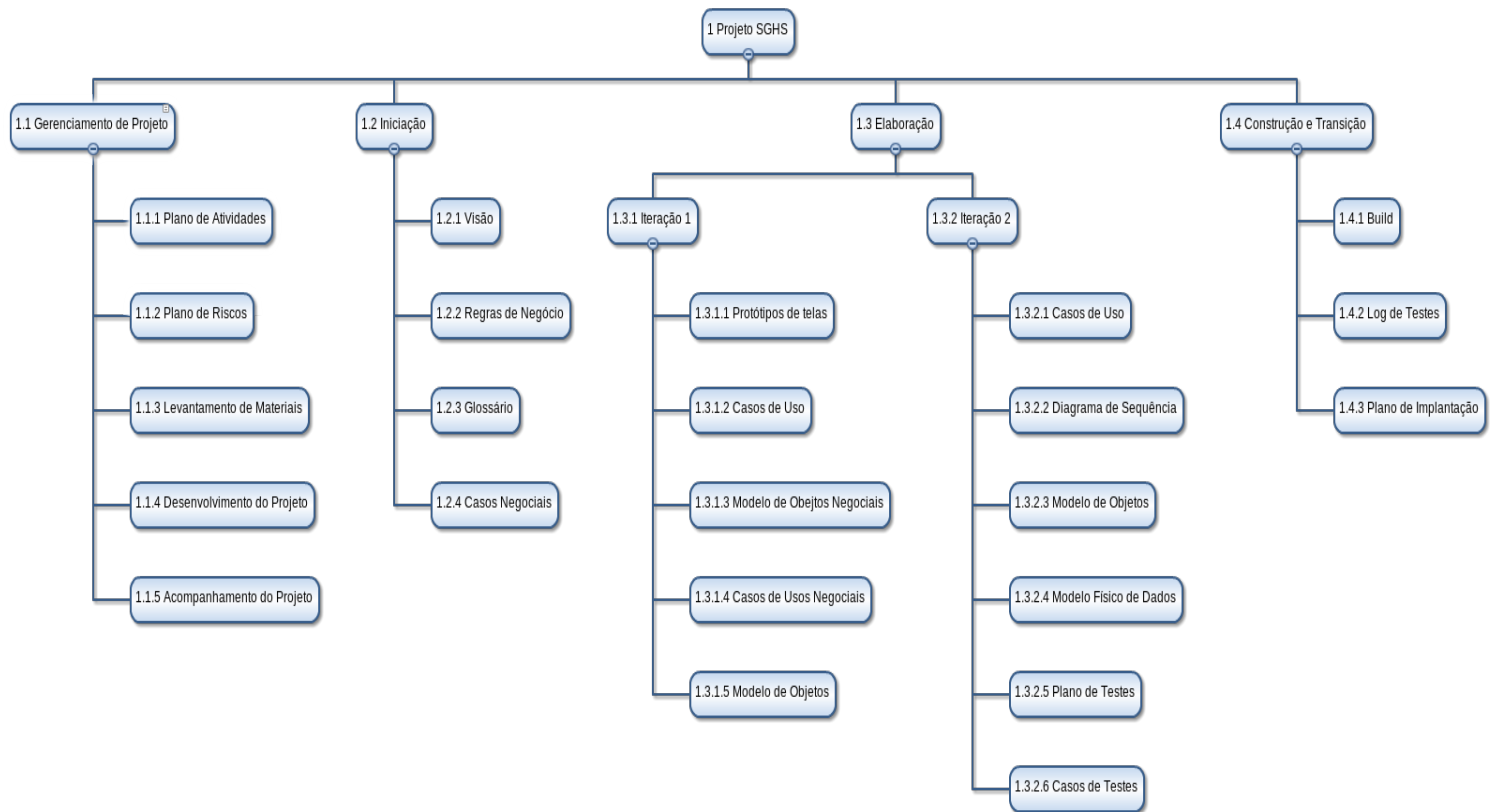 1 Projeto SGHS
1.1 Gerenciamento de Projeto
1.1.1 Plano de Atividades
1.1.2 Plano de Riscos
1.1.3 Levantamento de Materiais
1.1.4 Desenvolvimento do Projeto
1.1.5 Acompanhamento do Projeto
1.2 Iniciação
1.2.1 Visão
1.2.2 Regras de Negócio
1.2.3 Glossário
1.2.4 Casos Negociais
1.3 Elaboração
1.3.1 Iteração 1
1.3.1.1 Protótipos de telas
1.3.1.2 Casos de Uso
1.3.1.3 Modelo de Obejtos Negociais
1.3.1.4 Casos de Usos Negociais
1.3.1.5 Modelo de Objetos
1.3.2 Iteração 2
1.3.2.1 Casos de Uso
1.3.2.2 Diagrama de Sequência
1.3.2.3 Modelo de Objetos
1.3.2.4 Modelo Físico de Dados
1.3.2.5 Plano de Testes
1.3.2.6 Casos de Testes
1.4 Construção e Transição
1.4.1 Build
1.4.2 Log de Testes
1.4.3 Plano de Implantação